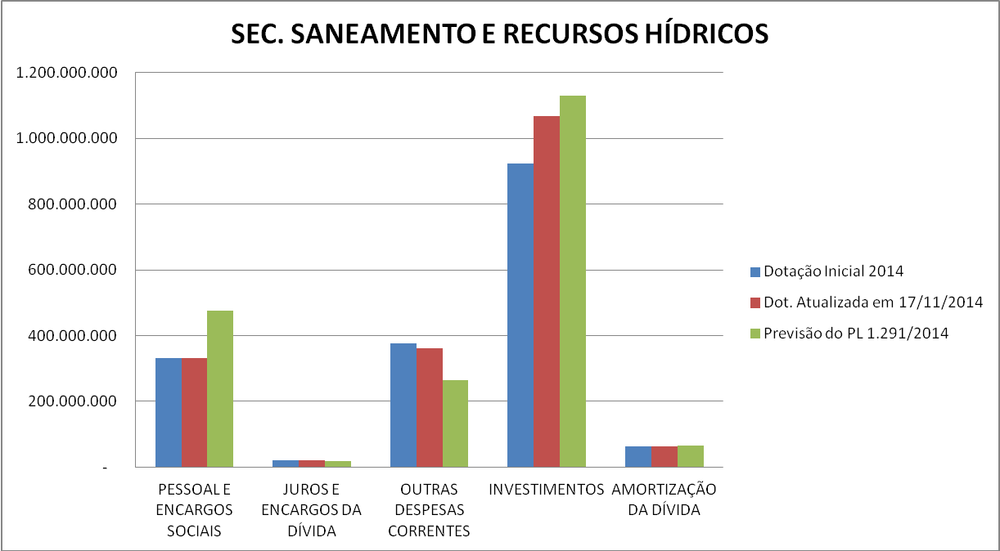 SEC. SANEAMENTO E RECURSOS HÍDRICOS
1.200.000.000
1.000.000.000
800.000.000
600.000.000
400.000.000
200.000.000
-
PESSOAL E
ENCARGOS
SOCIAIS
JUROS E
ENCARGOS DA
DÍVIDA
OUTRAS
DESPESAS
CORRENTES
INVESTIMENTOS
AMORTIZAÇÃO
DA DÍVIDA
Dotação Inicial 2014
Dot. Atualizada em 17/11/2014
Previsão do PL 1.291/2014